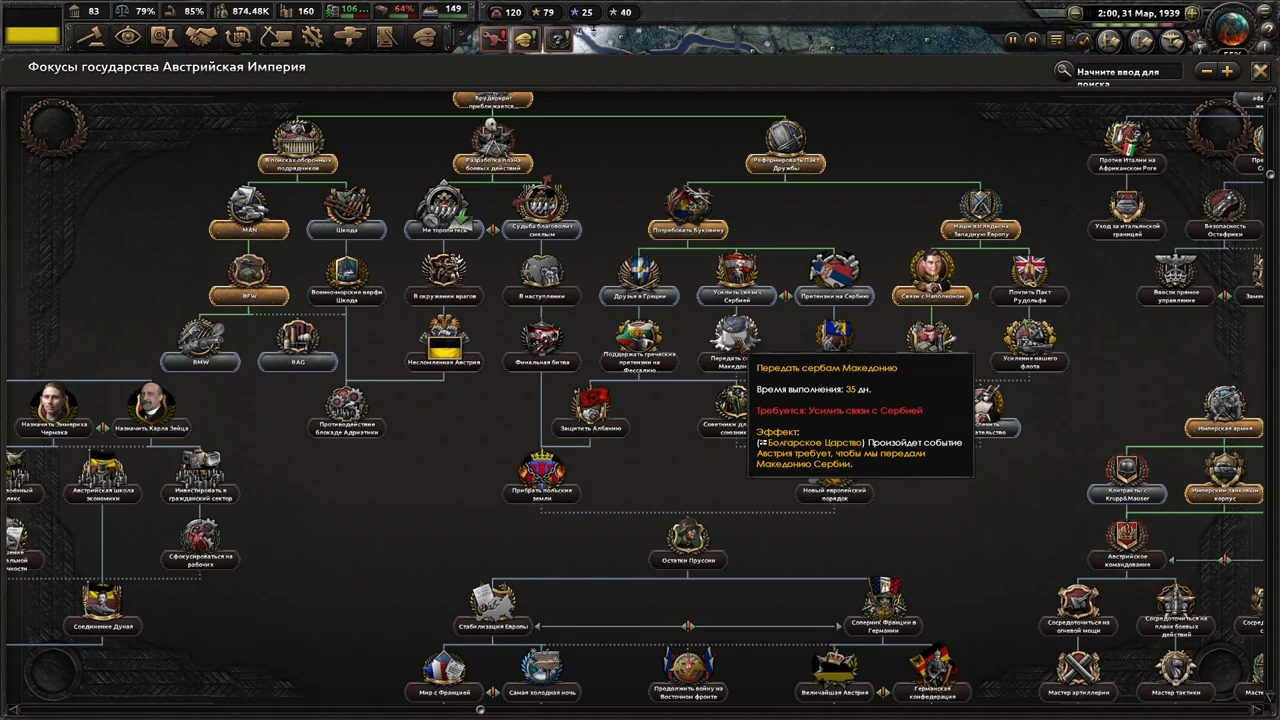 83
79%
85%
874.48K
160
106...
64%
149
120
79
25
40
2:00, 31 Мар, 1939
Фокусы государства Австрийская Империя
Начните ввод для
поиска
Брудеркриг
приближается...
В поисках оборонных
подрядчиков
Разработка плана
боевых действий
Реформировать Пакт
Дружбы
Против Италии на
Африканском Роге
MAN
Шкода
Не торопитесь
Судьба благоволит
смелым
Потребовать Буковину
Наши взгляды на
Западную Европу
Уход за итальянской
границей
Безопасность
Остафрики
BFW
Военно-морские верфи
Шкода
В окружении врагов
В наступлении
Друзья в Греции
Усилить связи с
Сербией
Претензии на Сербию
Связи с Наполеоном
Почтить Пакт
Рудольфа
Ввести прямое
управление
BMW
RAG
Несломленная Австрия
Финальная битва
Поддержать греческие
претензии на
Фессалию
Усиление нашего
флота
Передать сербам Македонию
Время выполнения: 35 дн.
Требуется: Усилить связи с Сербией
Эффект:
(Болгарское Царство) Произойдет событие
Австрия требует, чтобы мы передали
Македонию Сербии.
Назначить Эммериха
Чермака
Назначить Карла Зейца
Противодействие
блокаде Адриатики
Защитить Албанию
Имперская армия
Австрийская школа
экономики
Инвестировать в
гражданский сектор
Прибрать польские
земли
Новый европейский
порядок
Контракты с
Krupp&Mauser
Имперский танковый
корпус
Сфокусироваться на
рабочих
Остатки Пруссии
Австрийское
командование
Соединение Дуная
Стабилизация Европы
Соперник Франции в
Германии
Сосредоточиться на
огневой мощи
Сосредоточиться на
плане боевых
действий
Мир с Францией
Самая холодная ночь
Продолжить войну на
Восточном фронте
Величайшая Австрия
Германская
конфедерация
Мастер артиллерии
Мастер тактики